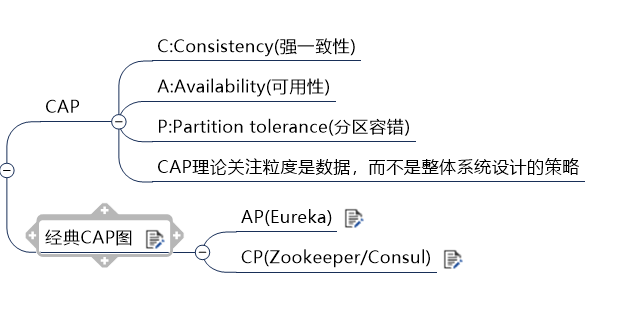 C:Consistency(强一致性)
A:Availability(可用性)
CAP
P:Partition tolerance(分区容错)
CAP理论关注粒度是数据，而不是整体系统设计的策略
AP(Eureka)
经典CAP图
CP(Zookeeper/Consul)